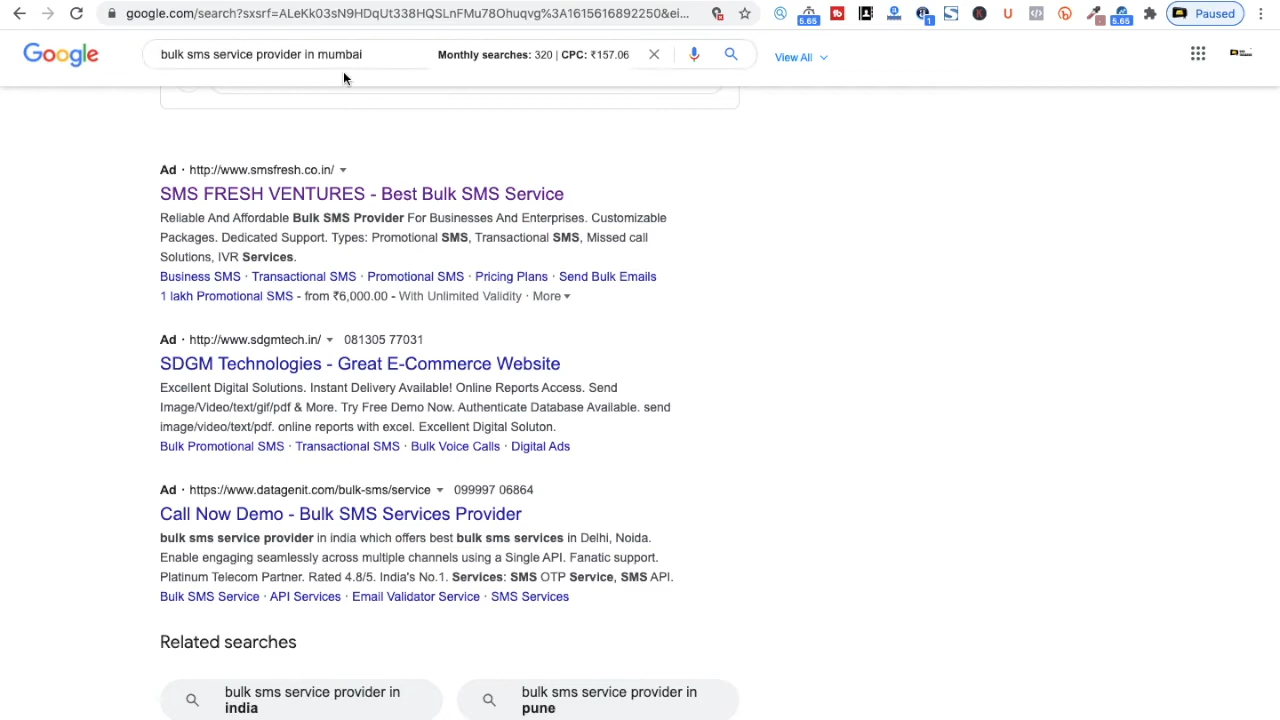 google.com/search?sxsrf=ALeKk03sN9HDqUt338HQSLnFMu78Ohuqvg%3A1615616892250&ei...
5.65
1
U
5.65
Paused
Google
bulk sms service provider in mumbai
Monthly searches: 320 | CPC: ₹157.06
View All
Ad · http://www.smsfresh.co.in/
SMS FRESH VENTURES - Best Bulk SMS Service
Reliable And Affordable Bulk SMS Provider For Businesses And Enterprises. Customizable
Packages. Dedicated Support. Types: Promotional SMS, Transactional SMS, Missed call
Solutions, IVR Services.
Business SMS · Transactional SMS · Promotional SMS · Pricing Plans · Send Bulk Emails
1 lakh Promotional SMS - from ₹6,000.00 - With Unlimited Validity · More
Ad · http://www.sdgmtech.in/ 081305 77031
SDGM Technologies - Great E-Commerce Website
Excellent Digital Solutions. Instant Delivery Available! Online Reports Access. Send
Image/Video/text/gif/pdf & More. Try Free Demo Now. Authenticate Database Available. send
image/video/text/pdf. online reports with excel. Excellent Digital Soluton.
Bulk Promotional SMS · Transactional SMS · Bulk Voice Calls · Digital Ads
Ad · https://www.datagenit.com/bulk-sms/service 099997 06864
Call Now Demo - Bulk SMS Services Provider
bulk sms service provider in india which offers best bulk sms services in Delhi, Noida.
Enable engaging seamlessly across multiple channels using a Single API. Fanatic support.
Platinum Telecom Partner. Rated 4.8/5. India's No.1. Services: SMS OTP Service, SMS API.
Bulk SMS Service · API Services · Email Validator Service · SMS Services
Related searches
bulk sms service provider in
india
bulk sms service provider in
pune